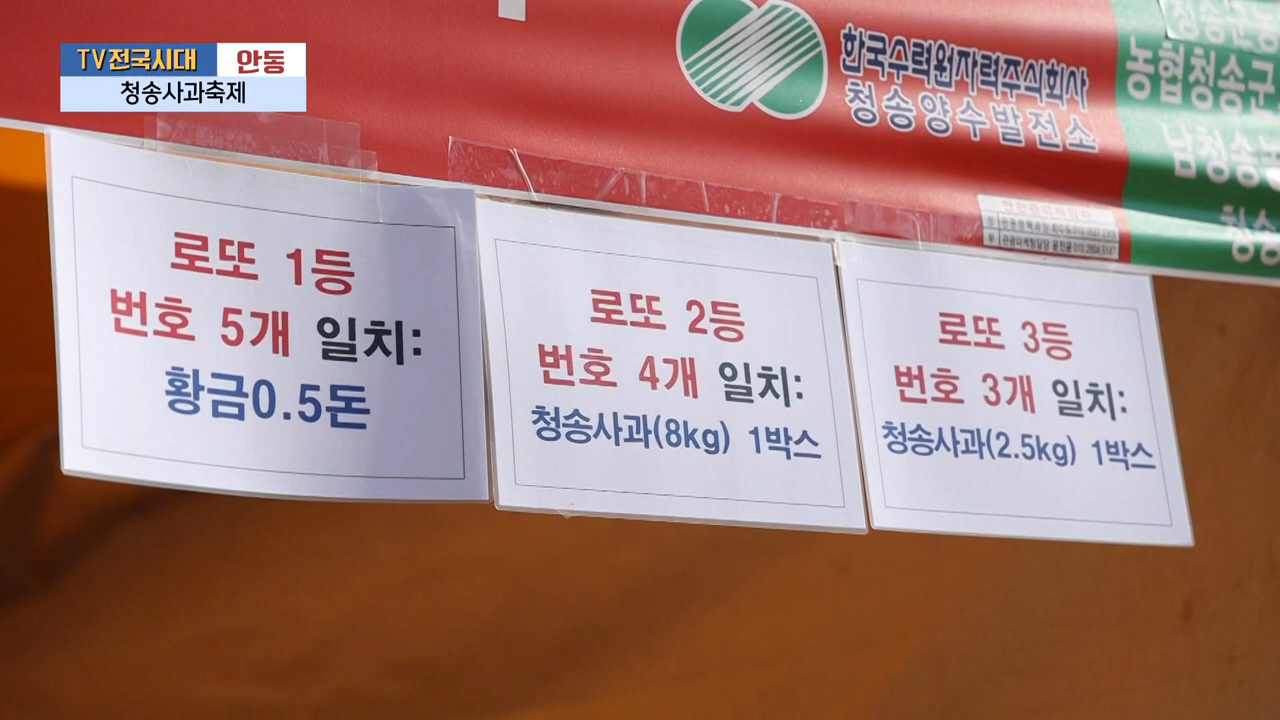 TV전국시대 안동
청송사과축제
한국수력원자력주식회사
청송양수발전소
농협청송군
남청송농
청송
로또 1등
번호 5개 일치:
황금0.5돈
로또 2등
번호 4개 일치:
청송사과(8kg) 1박스
로또 3등
번호 3개 일치:
청송사과(2.5kg) 1박스